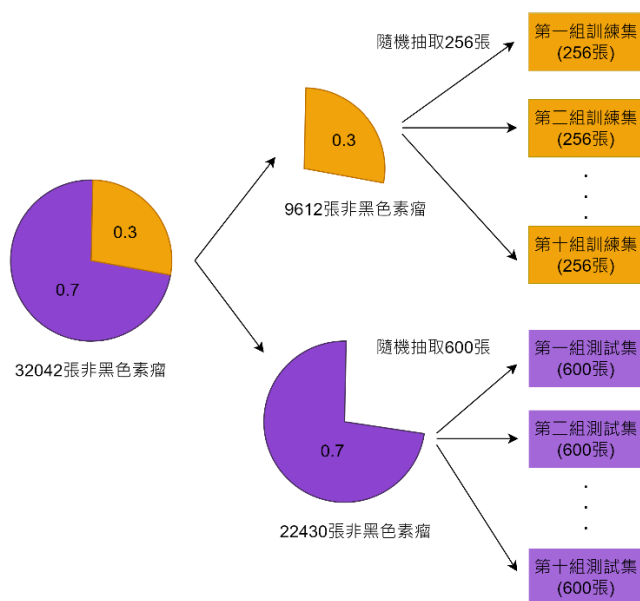 0.3
0.7
32042張非黑色素瘤
0.3
9612張非黑色素瘤
隨機抽取256張
第一組訓練集
(256張)
第二組訓練集
(256張)
.
.
.
第十組訓練集
(256張)
0.7
22430張非黑色素瘤
隨機抽取600張
第一組測試集
(600張)
第二組測試集
(600張)
.
.
.
第十組測試集
(600張)